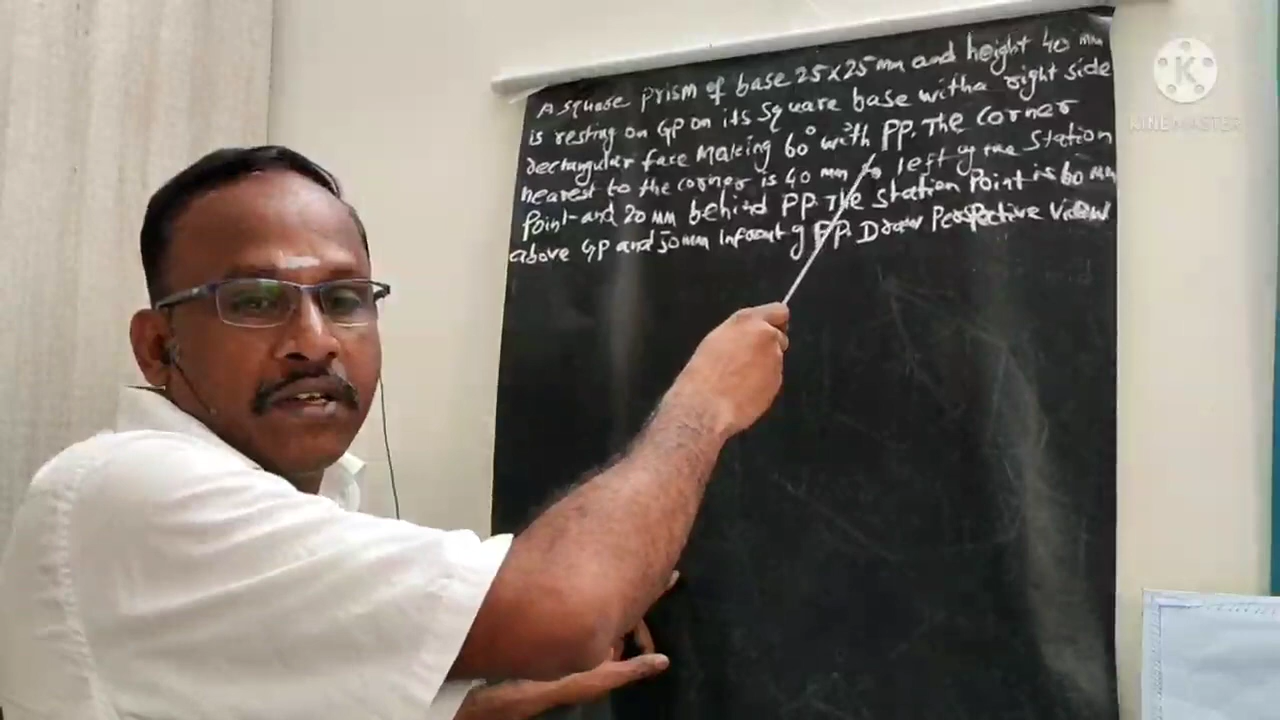 A square prism of base 25x25 mm and height 40 mm
is resting on GP on its square base with a right side
rectangular face making 60° with PP. The corner
nearest to the corner is 40 mm to left of the station
Point and 20 mm behind PP. The station Point is 60 mm
above GP and 50mm infront of PP. Draw Perspective View
K
KINEMASTER